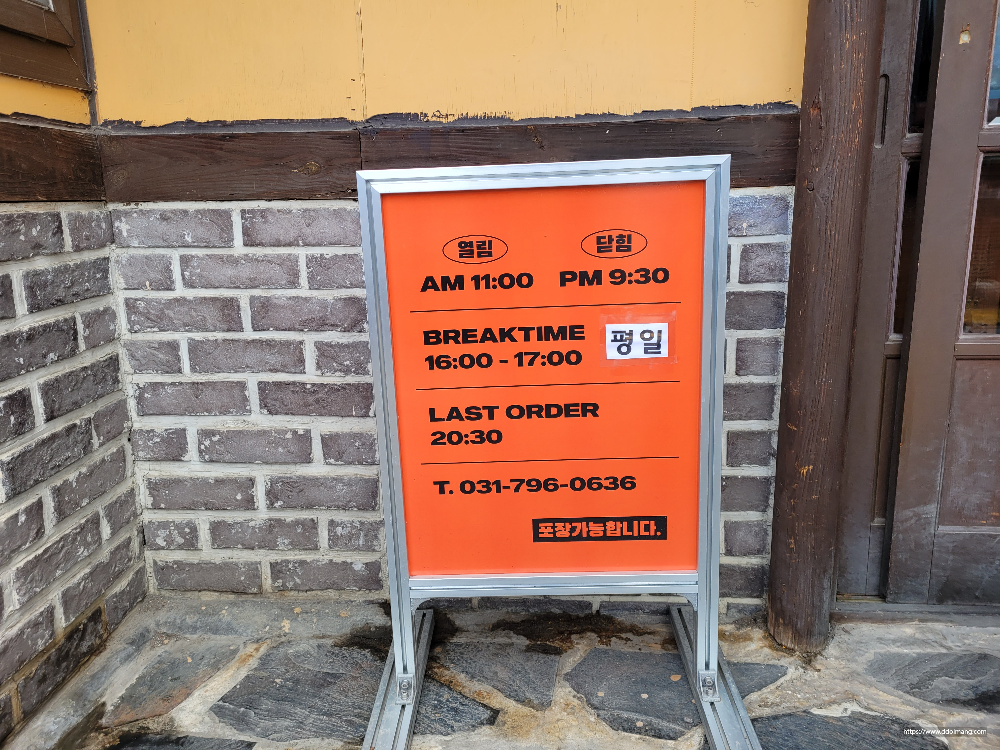 열림 닫힘
AM 11:00 PM 9:30
BREAKTIME 평일
16:00 - 17:00
LAST ORDER
20:30
T. 031-796-0636
포장가능합니다.
https://www.ddolmang.com